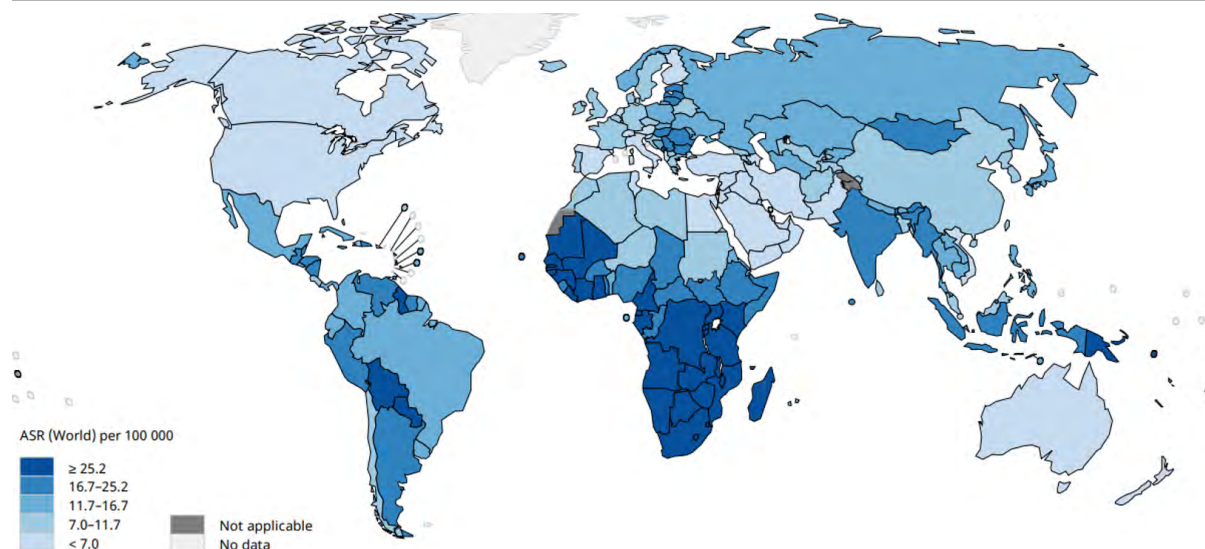 ASR (World) per 100 000
≥ 25.2
16.7–25.2
11.7–16.7
7.0–11.7
< 7.0
Not applicable
No data